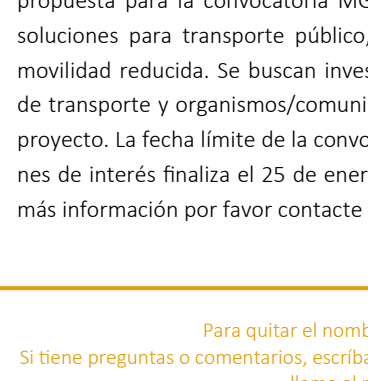 propuesta para la convocatoria
soluciones para transporte público,
movilidad reducida. Se buscan inves
de transporte y organismos/comuni
proyecto. La fecha límite de la convo
nes de interés finaliza el 25 de ener
más información por favor contacte
Para quitar el nomb
Si tiene preguntas o comentarios, escríba